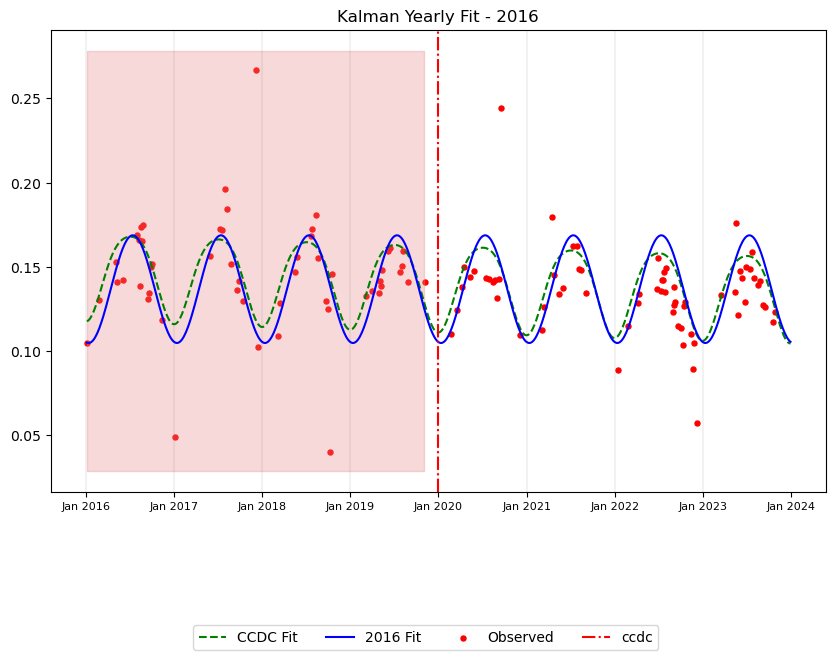 Kalman Yearly Fit - 2016
0.25
0.20
0.15
0.10
0.05
Jan 2016 Jan 2017 Jan 2018 Jan 2019 Jan 2020 Jan 2021 Jan 2022 Jan 2023 Jan 2024
CCDC Fit 2016 Fit Observed ccdc